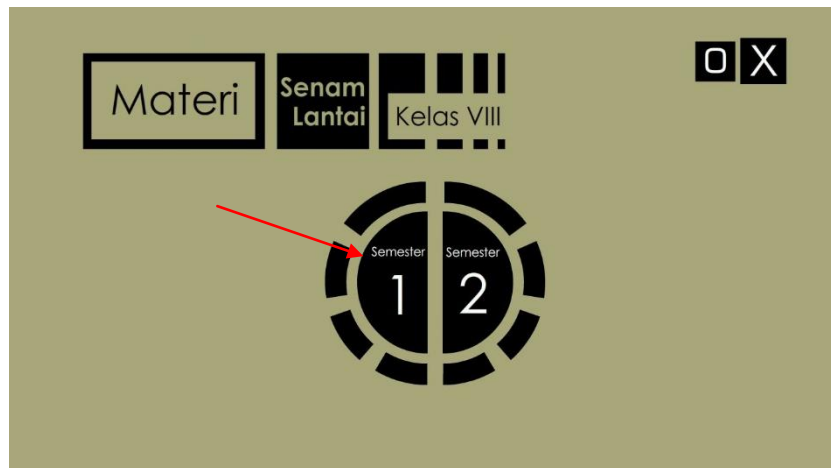 Materi
Senam
Lantai
Kelas VIII
O X
Semester
1
Semester
2